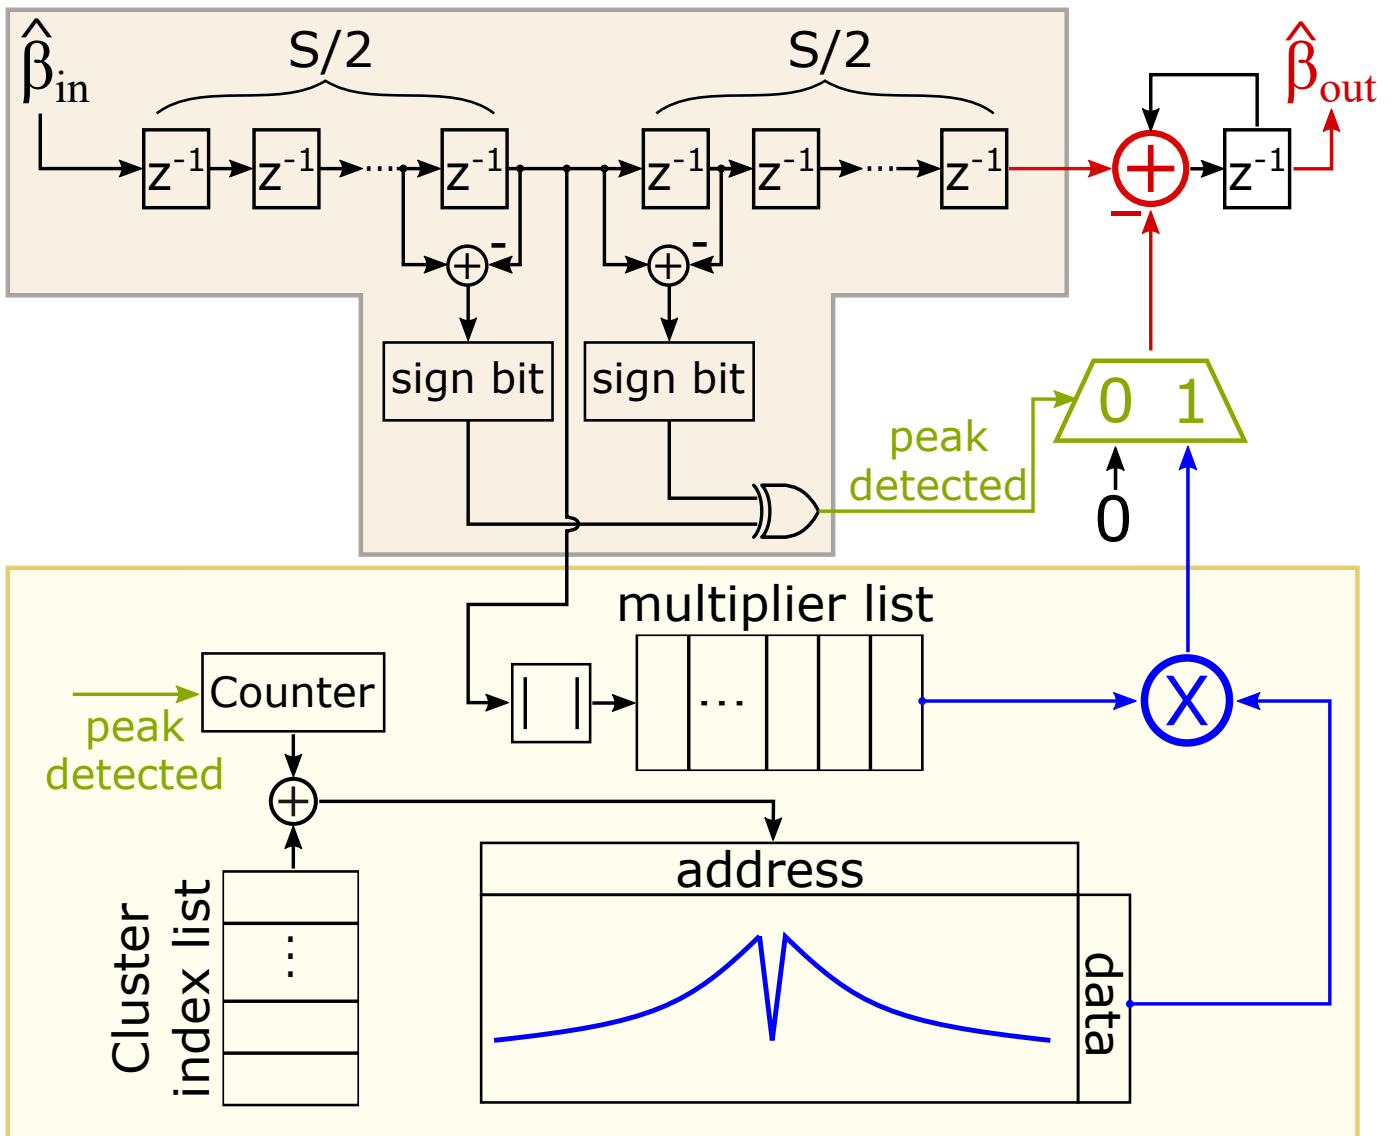 β̂in
S/2
S/2
β̂out
z-1
z-1
...
z-1
z-1
z-1
...
z-1
z-1
+
-
+
-
+
−
sign bit
sign bit
0 1
peak
detected
0
multiplier list
Counter
| |
...
X
peak
detected
+
address
Cluster
index list
⋮
data